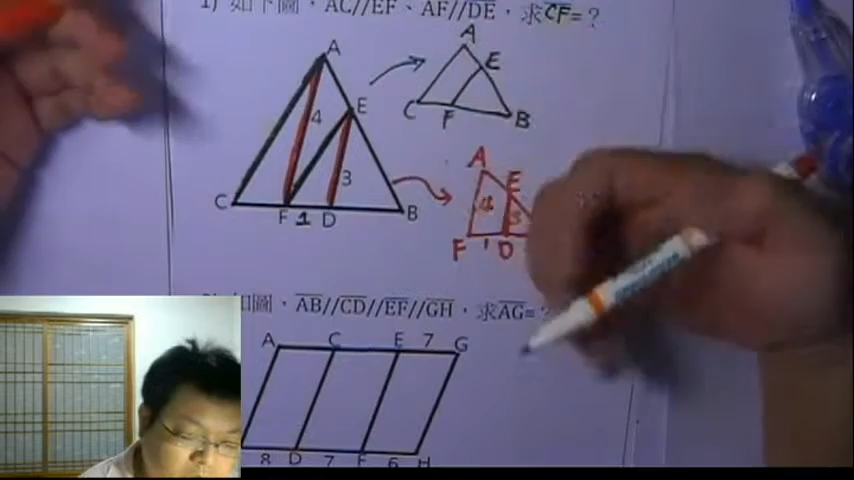 1) 如下圖，AC//EF、AF//DE，求CF=?
A
E
4
3
C
F 1 D
B
A
E
C
F
B
A
E
4
3
F 1 D
如圖，AB//CD//EF//GH，求AG=?
A C E 7 G
8 D 7 F 6 H